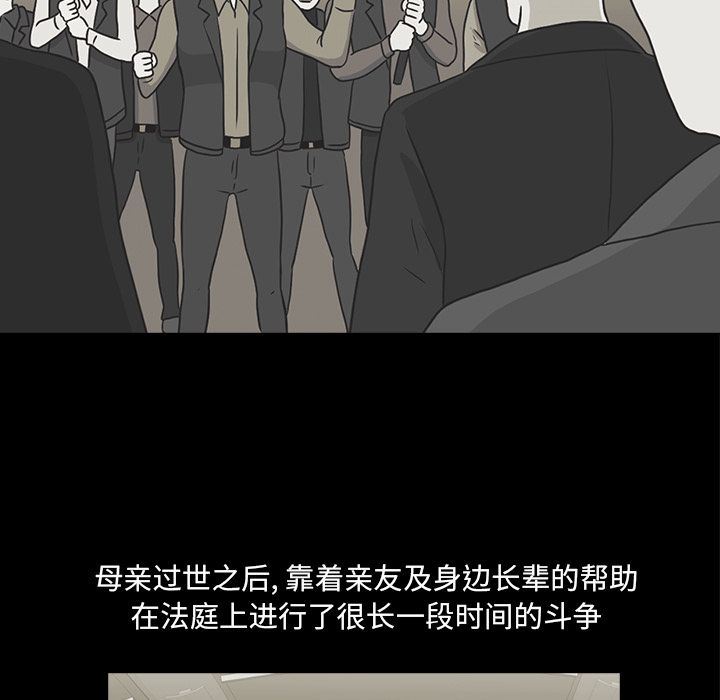 母亲过世之后, 靠着亲友及身边长辈的帮助
在法庭上进行了很长一段时间的斗争